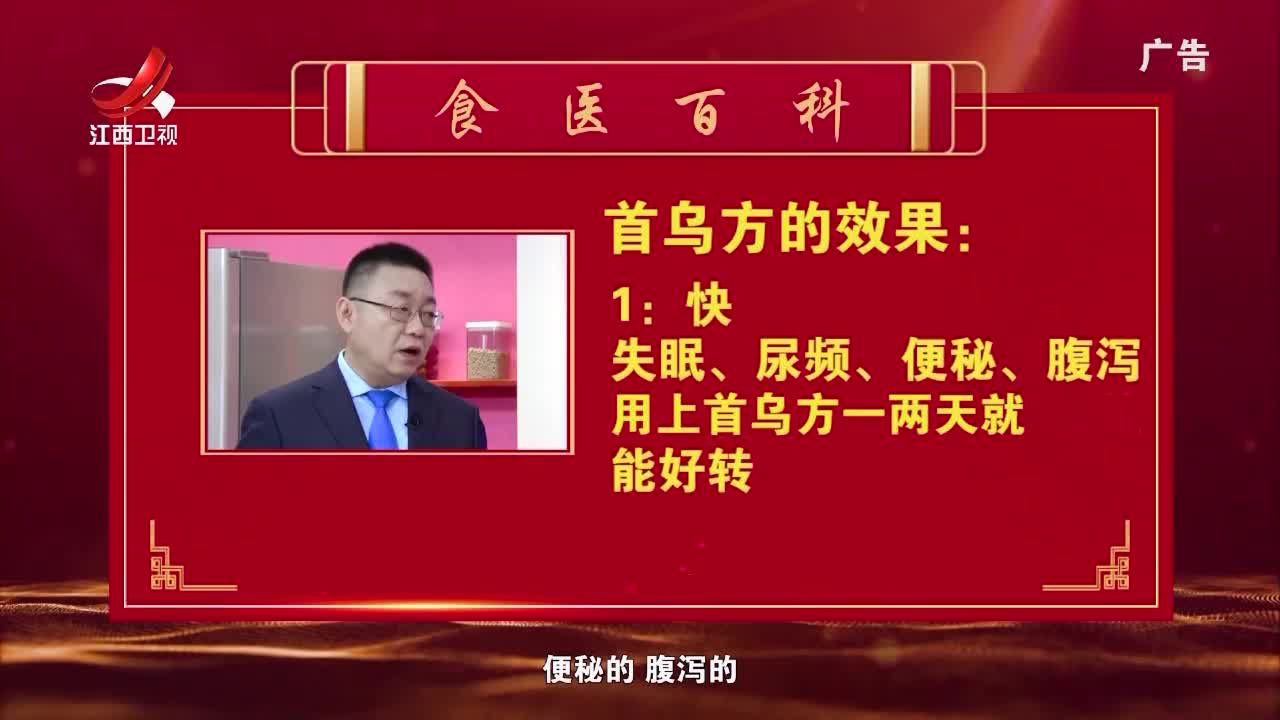 广告
江西卫视
食医百科
首乌方的效果：
1：快
失眠、尿频、便秘、腹泻
用上首乌方一两天就
能好转
便秘的 腹泻的